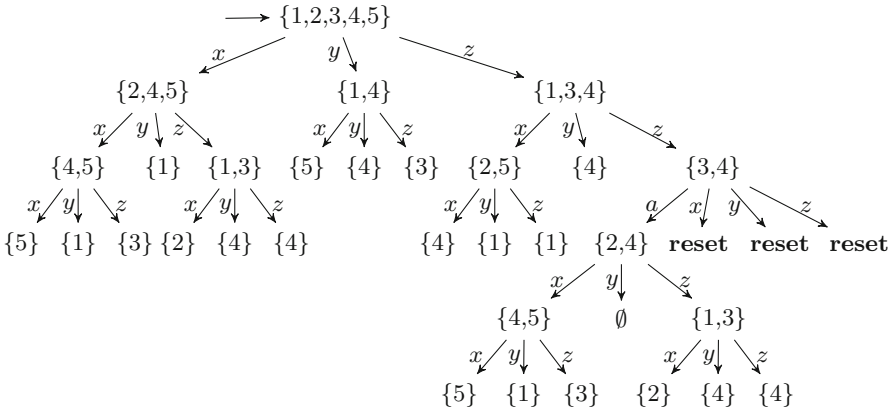 {1,2,3,4,5}
x y z
{2,4,5} {1,4} {1,3,4}
x y z x y z x y z
{4,5} {1} {1,3} {5} {4} {3} {2,5} {4} {3,4}
x y z x y z x y z a x y z
{5} {1} {3} {2} {4} {4} {4} {1} {1} {2,4} reset reset reset
x y z
{4,5} ∅ {1,3}
x y z x y z
{5} {1} {3} {2} {4} {4}